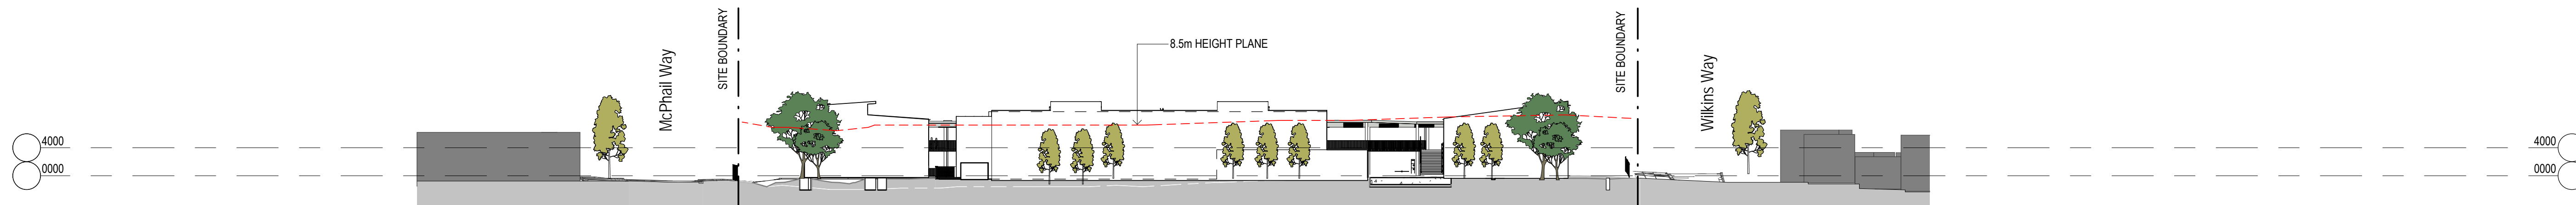 McPhail Way
SITE BOUNDARY
8.5m HEIGHT PLANE
SITE BOUNDARY
Wilkins Way
4000
0000
4000
0000